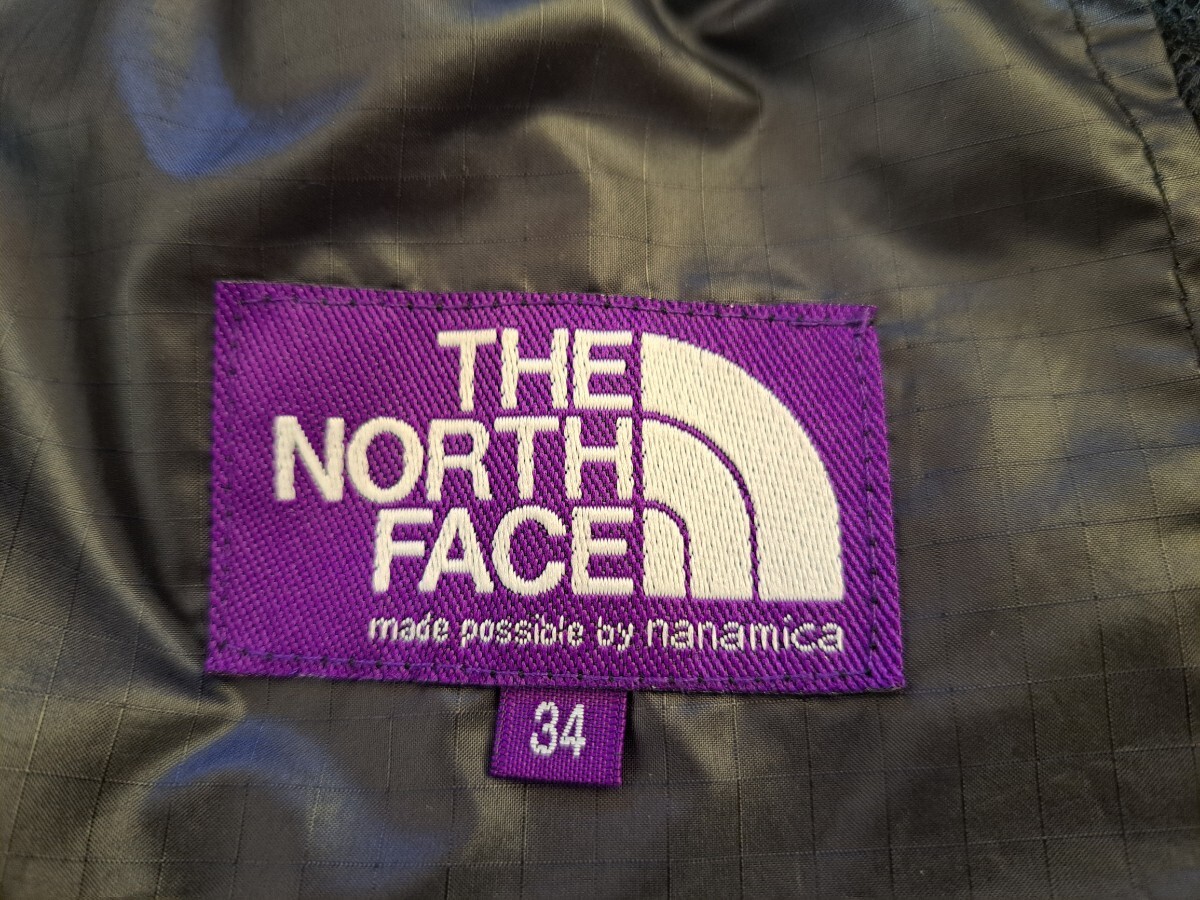 THE
NORTH
FACE
made possible by nanamica
34